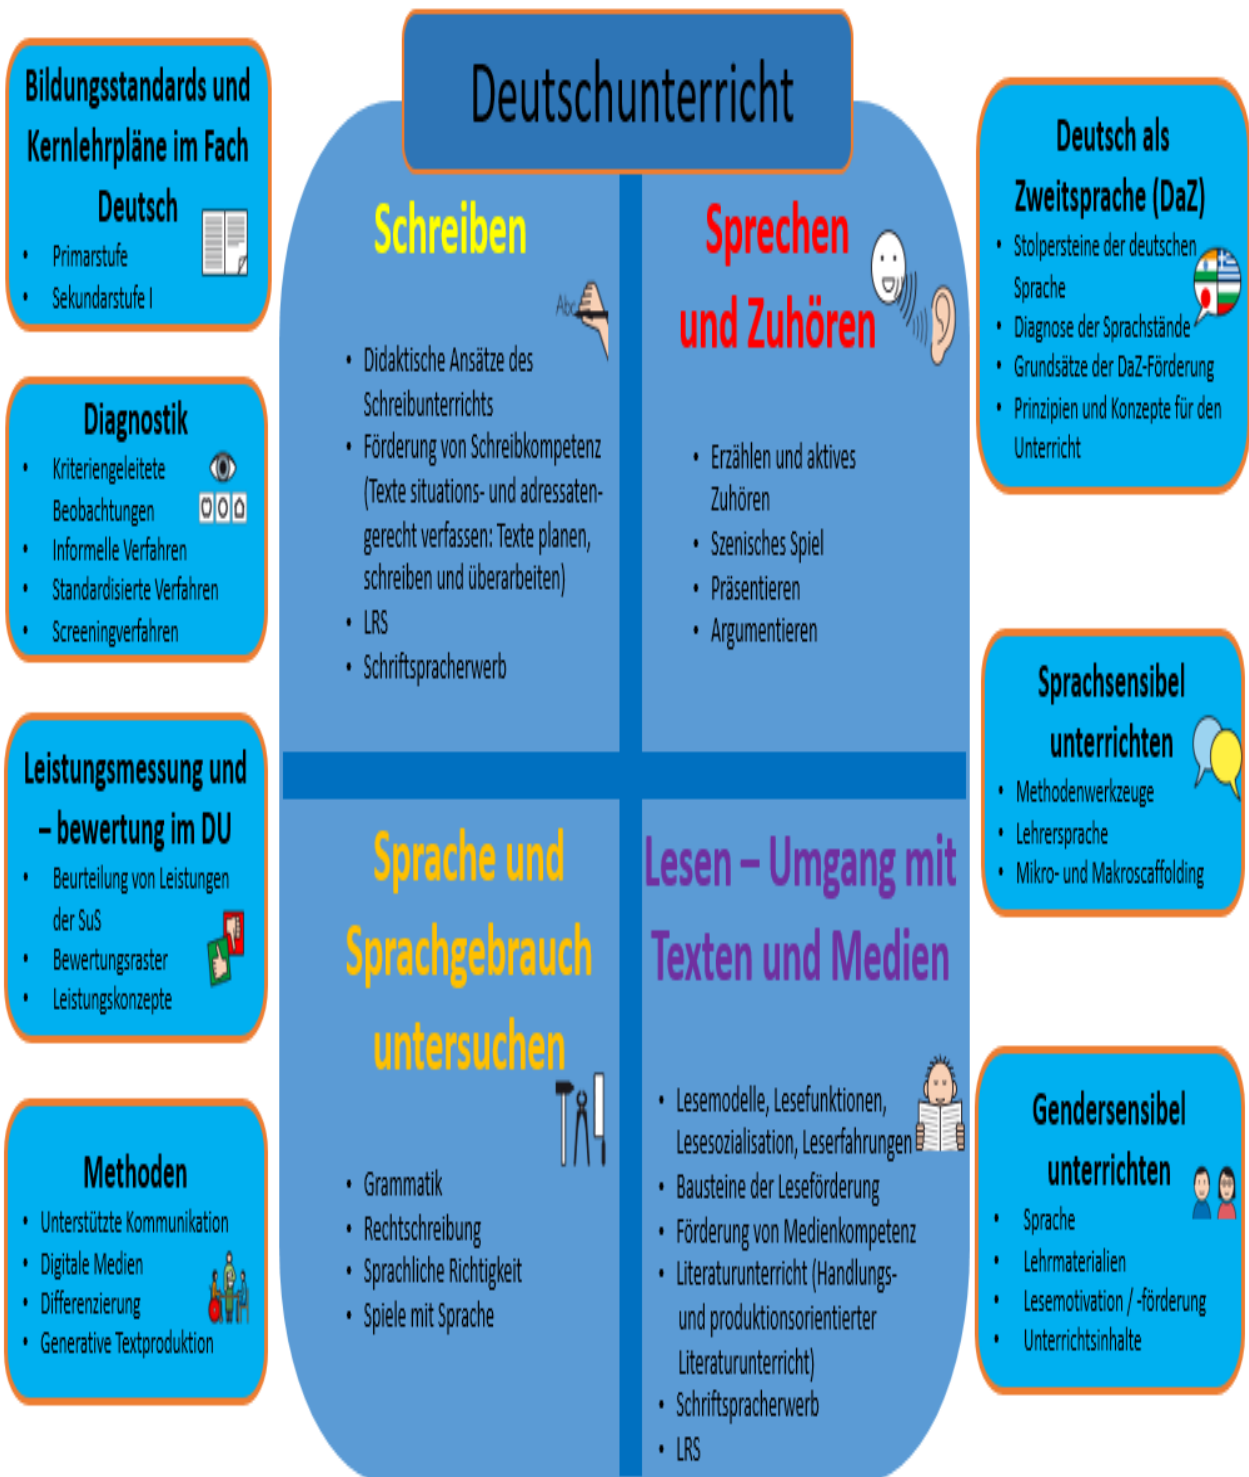 Deutschunterricht
Bildungsstandards und
Kernlehrpläne im Fach
Deutsch
• Primarstufe
• Sekundarstufe I
Diagnostik
• Kriteriengeleitete
Beobachtungen
• Informelle Verfahren
• Standardisierte Verfahren
• Screeningverfahren
Leistungsmessung und
– bewertung im DU
• Beurteilung von Leistungen
der SuS
• Bewertungsraster
• Leistungskonzepte
Methoden
• Unterstützte Kommunikation
• Digitale Medien
• Differenzierung
• Generative Textproduktion
Schreiben
Abc
• Didaktische Ansätze des
Schreibunterrichts
• Förderung von Schreibkompetenz
(Texte situations- und adressaten-
gerecht verfassen: Texte planen,
schreiben und überarbeiten)
• LRS
• Schriftspracherwerb
Sprechen
und Zuhören
• Erzählen und aktives
Zuhören
• Szenisches Spiel
• Präsentieren
• Argumentieren
Sprache und
Sprachgebrauch
untersuchen
• Grammatik
• Rechtschreibung
• Sprachliche Richtigkeit
• Spiele mit Sprache
Lesen – Umgang mit
Texten und Medien
• Lesemodelle, Lesefunktionen,
Lesesozialisation, Leserfahrungen
• Bausteine der Leseförderung
• Förderung von Medienkompetenz
• Literaturunterricht (Handlungs-
und produktionsorientierter
Literaturunterricht)
• Schriftspracherwerb
• LRS
Deutsch als
Zweitsprache (DaZ)
• Stolpersteine der deutschen
Sprache
• Diagnose der Sprachstände
• Grundsätze der DaZ-Förderung
• Prinzipien und Konzepte für den
Unterricht
Sprachsensibel
unterrichten
• Methodenwerkzeuge
• Lehrersprache
• Mikro- und Makroscaffolding
Gendersensibel
unterrichten
• Sprache
• Lehrmaterialien
• Lesemotivation / -förderung
• Unterrichtsinhalte